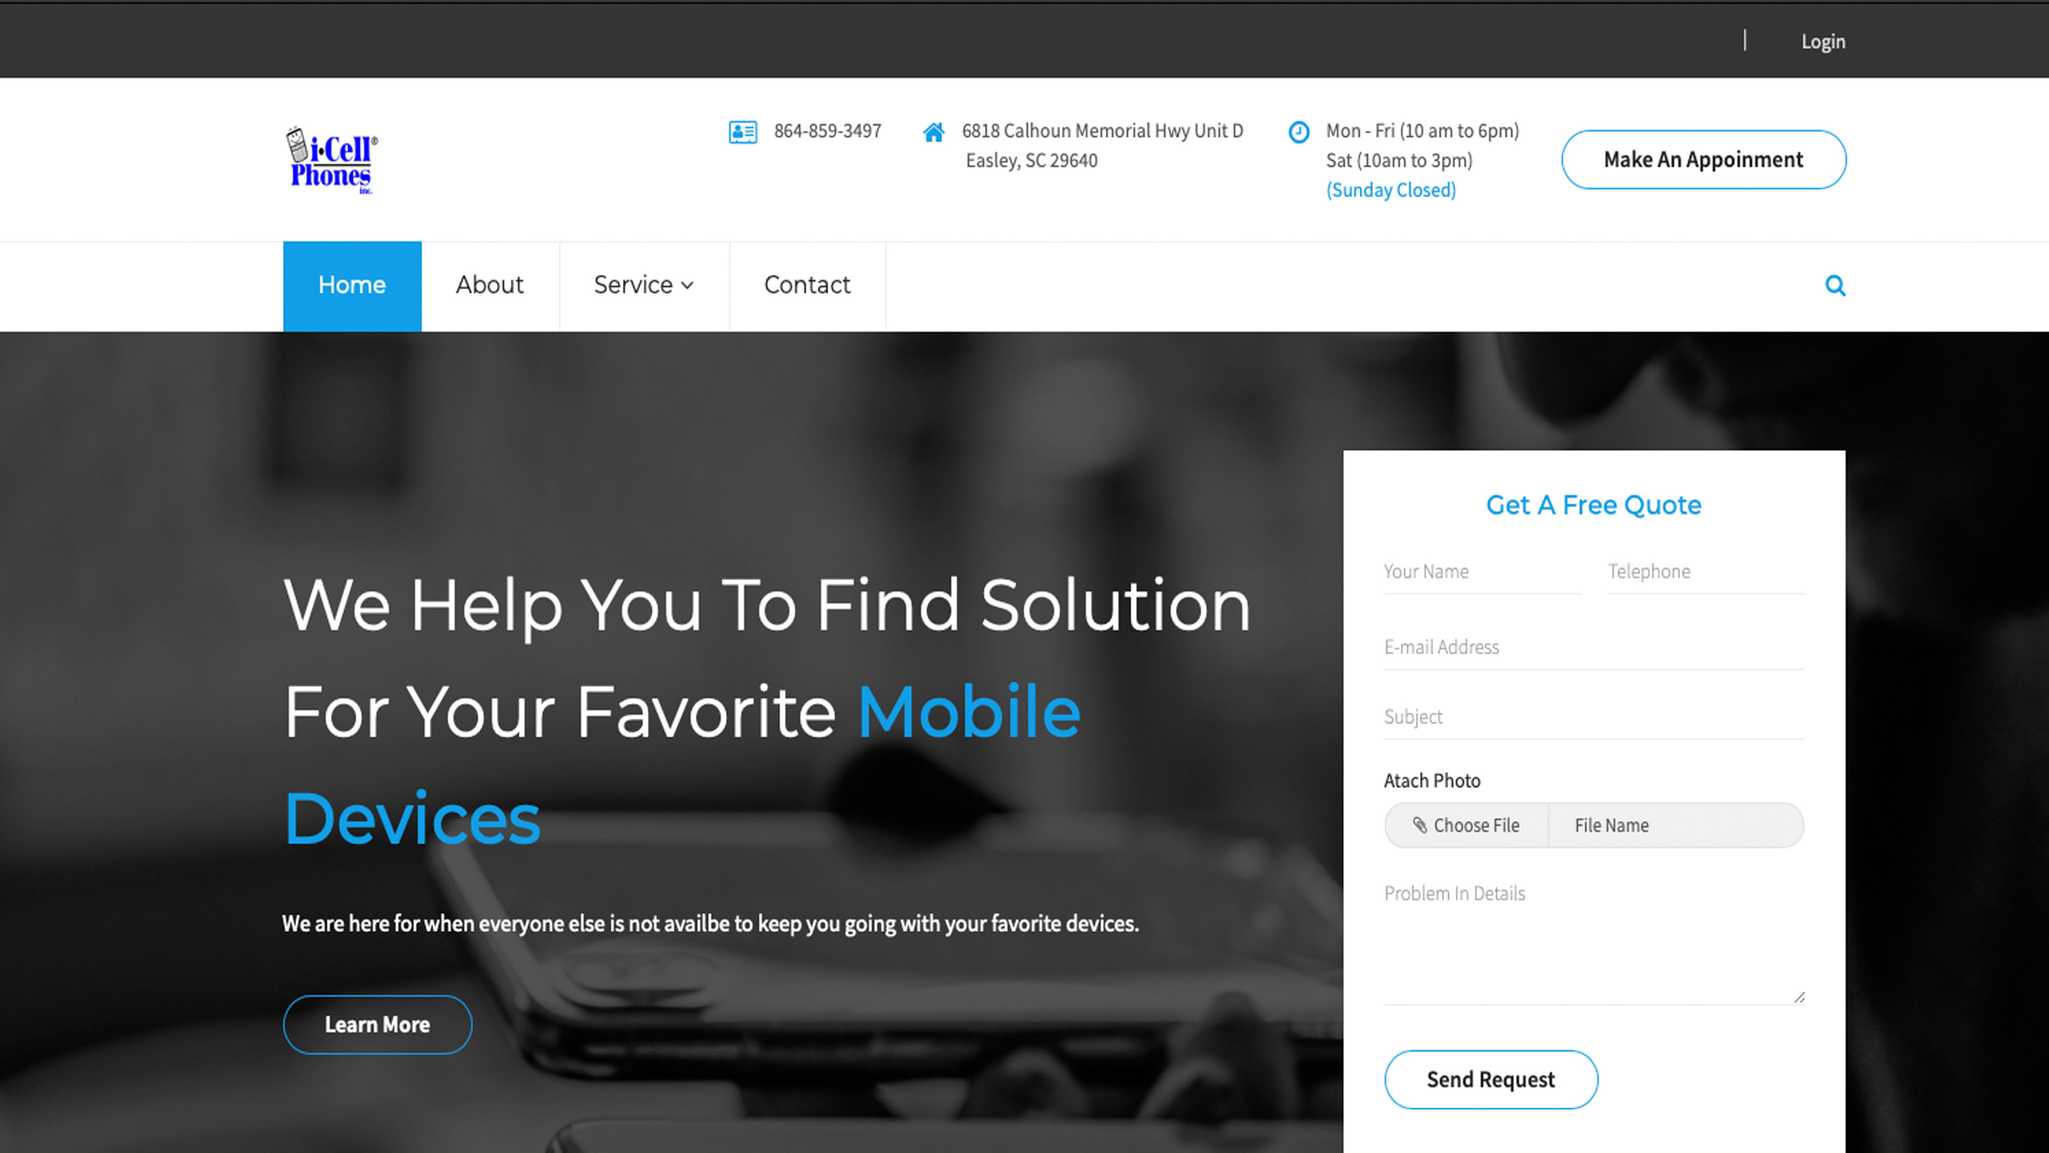 | Login
i·Cell®
Phones
inc.
864-859-3497
6818 Calhoun Memorial Hwy Unit D
Easley, SC 29640
Mon - Fri (10 am to 6pm)
Sat (10am to 3pm)
(Sunday Closed)
Make An Appoinment
Home
About
Service
Contact
We Help You To Find Solution
For Your Favorite Mobile
Devices
We are here for when everyone else is not availbe to keep you going with your favorite devices.
Learn More
Get A Free Quote
Your Name
Telephone
E-mail Address
Subject
Atach Photo
Choose File
File Name
Problem In Details
Send Request